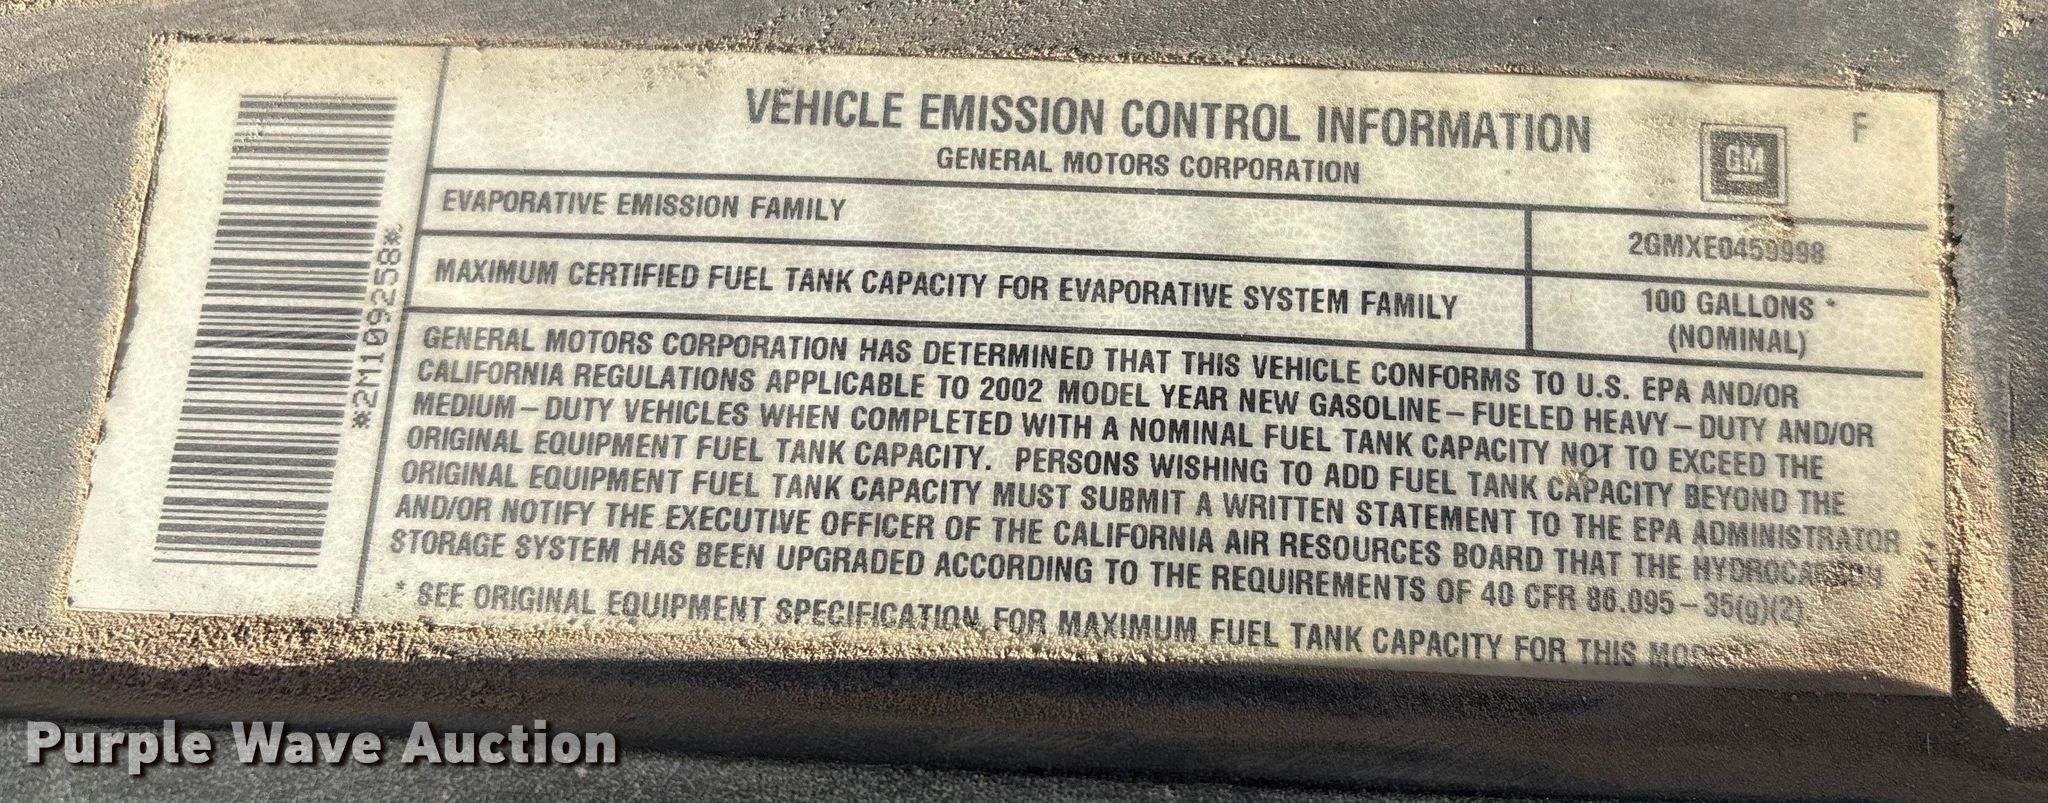 VEHICLE EMISSION CONTROL INFORMATION
GENERAL MOTORS CORPORATION
GM
F
*2M1109258*
EVAPORATIVE EMISSION FAMILY
2GMXE0459998
MAXIMUM CERTIFIED FUEL TANK CAPACITY FOR EVAPORATIVE SYSTEM FAMILY
100 GALLONS *
(NOMINAL)
GENERAL MOTORS CORPORATION HAS DETERMINED THAT THIS VEHICLE CONFORMS TO U.S. EPA AND/OR
CALIFORNIA REGULATIONS APPLICABLE TO 2002 MODEL YEAR NEW GASOLINE-FUELED HEAVY-DUTY AND/OR
MEDIUM-DUTY VEHICLES WHEN COMPLETED WITH A NOMINAL FUEL TANK CAPACITY NOT TO EXCEED THE
ORIGINAL EQUIPMENT FUEL TANK CAPACITY. PERSONS WISHING TO ADD FUEL TANK CAPACITY BEYOND THE
ORIGINAL EQUIPMENT FUEL TANK CAPACITY MUST SUBMIT A WRITTEN STATEMENT TO THE EPA ADMINISTRATOR
AND/OR NOTIFY THE EXECUTIVE OFFICER OF THE CALIFORNIA AIR RESOURCES BOARD THAT THE HYDROCARBON
STORAGE SYSTEM HAS BEEN UPGRADED ACCORDING TO THE REQUIREMENTS OF 40 CFR 86.095-35(g)(2)
* SEE ORIGINAL EQUIPMENT SPECIFICATION FOR MAXIMUM FUEL TANK CAPACITY FOR THIS
Purple Wave Auction